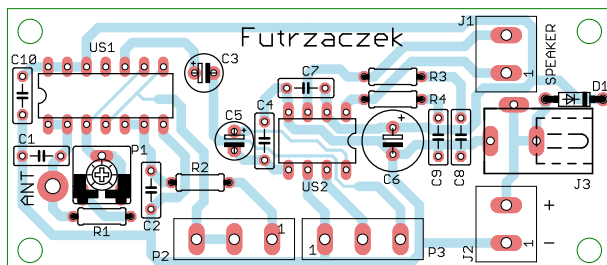 Futrzaczek
J1
SPEAKER
1
US1
C10
C3
+
C7
R3
R4
D1
C5
+
C4
+
C1
P1
ANT
R2
US2
C6
C9
C8
J3
R1
C2
P2
1
1
P3
J2
+
-
1